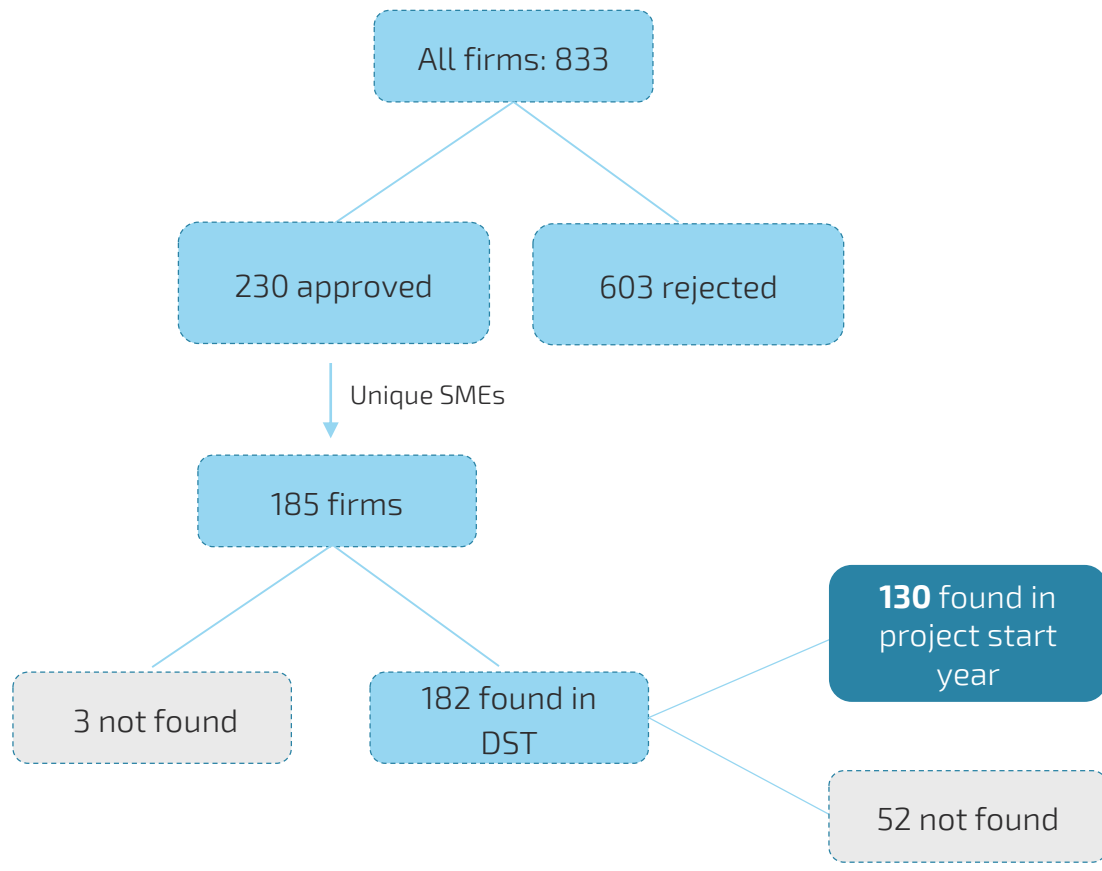 All firms: 833
230 approved
603 rejected
Unique SMEs
185 firms
130 found in
project start
year
3 not found
182 found in
DST
52 not found